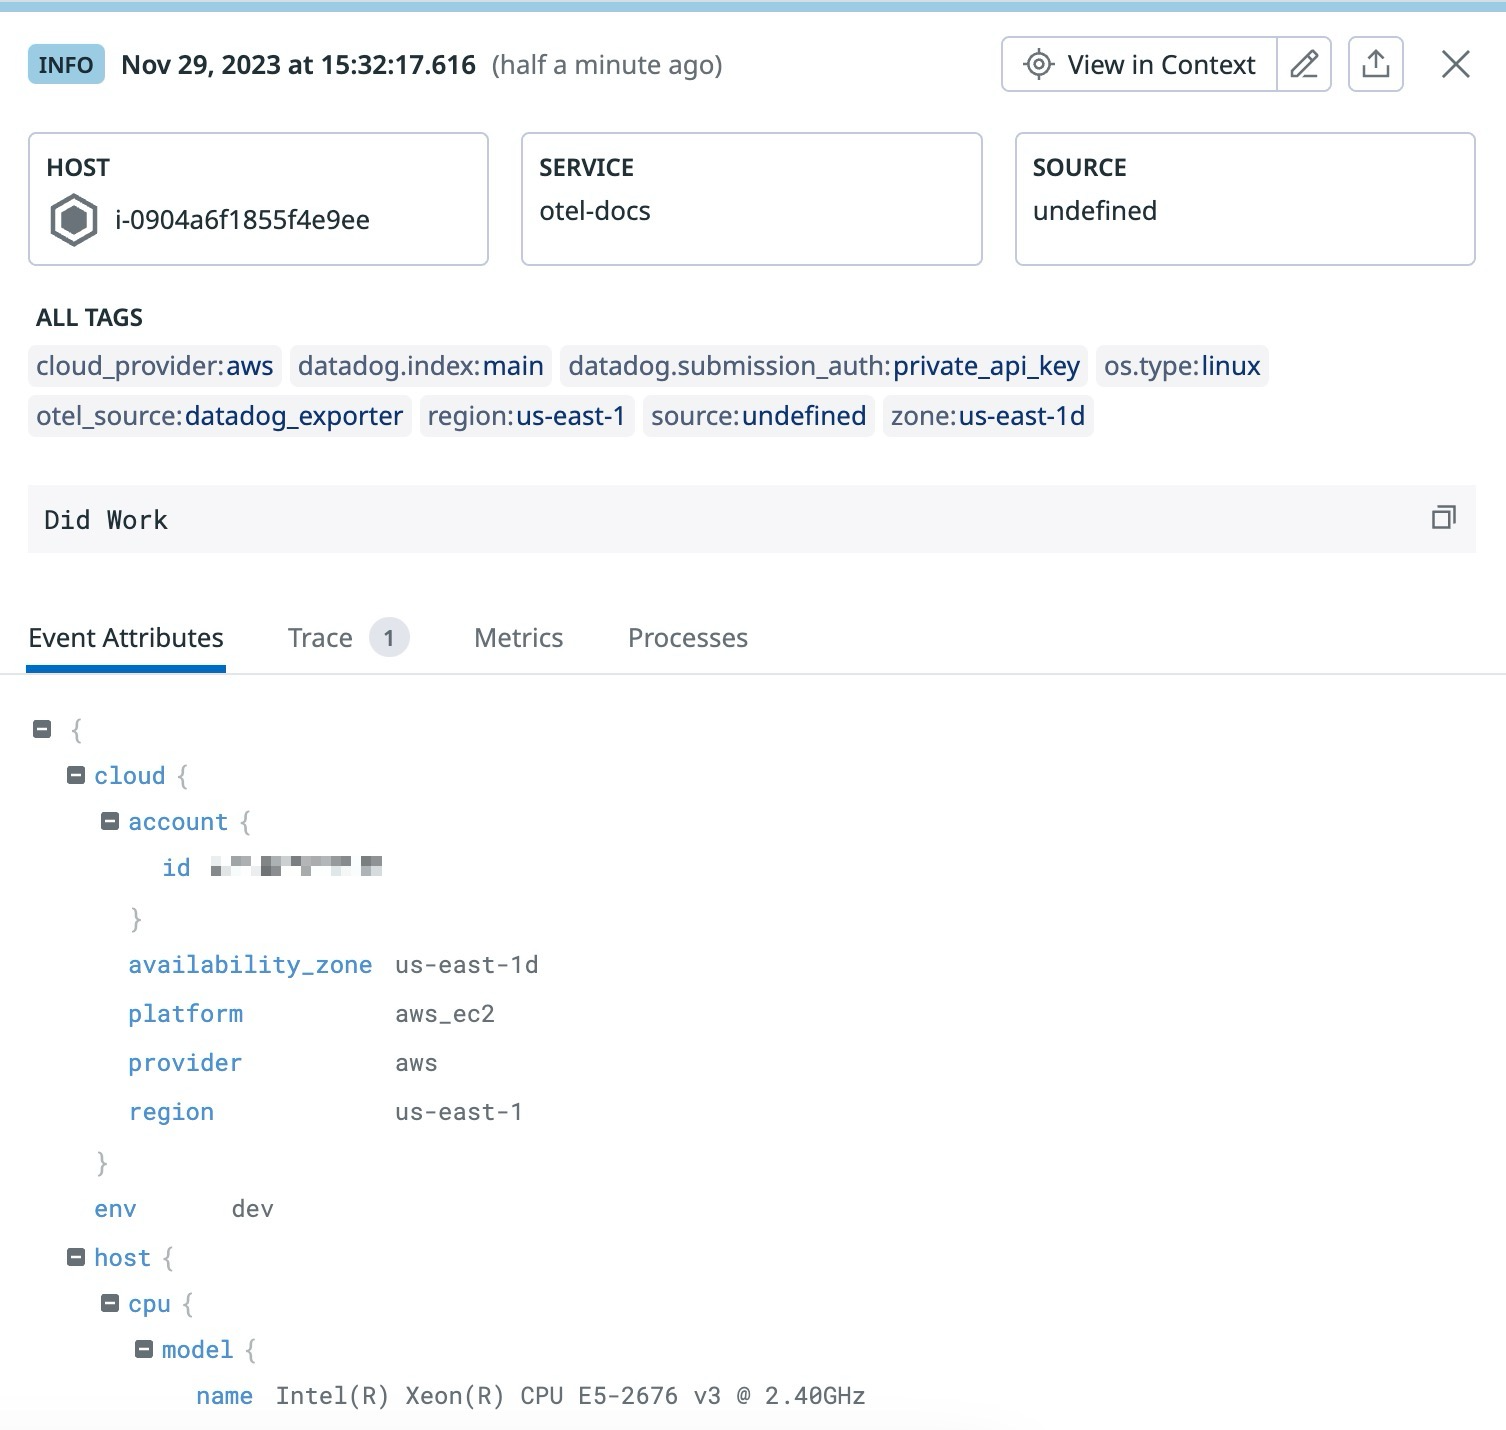 INFO Nov 29, 2023 at 15:32:17.616 (half a minute ago) View in Context
HOST
i-0904a6f1855f4e9ee
SERVICE
otel-docs
SOURCE
undefined
ALL TAGS
cloud_provider:aws datadog.index:main datadog.submission_auth:private_api_key os.type:linux
otel_source:datadog_exporter region:us-east-1 source:undefined zone:us-east-1d
Did Work
Event Attributes Trace 1 Metrics Processes
{
cloud {
account {
id
}
availability_zone us-east-1d
platform aws_ec2
provider aws
region us-east-1
}
env dev
host {
cpu {
model {
name Intel(R) Xeon(R) CPU E5-2676 v3 @ 2.40GHz